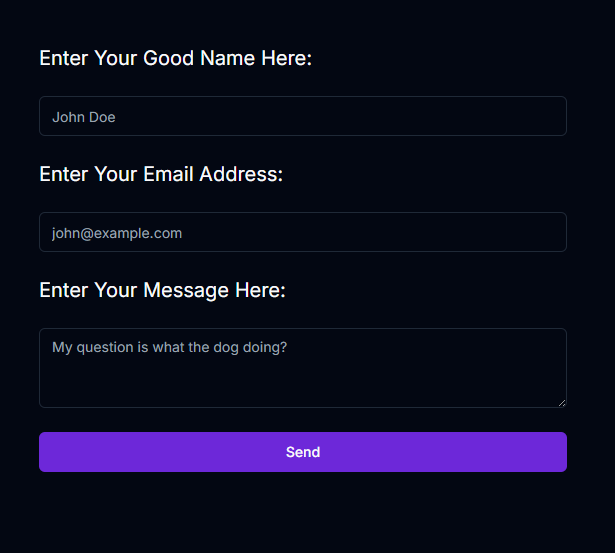 Enter Your Good Name Here:
John Doe
Enter Your Email Address:
john@example.com
Enter Your Message Here:
My question is what the dog doing?
Send